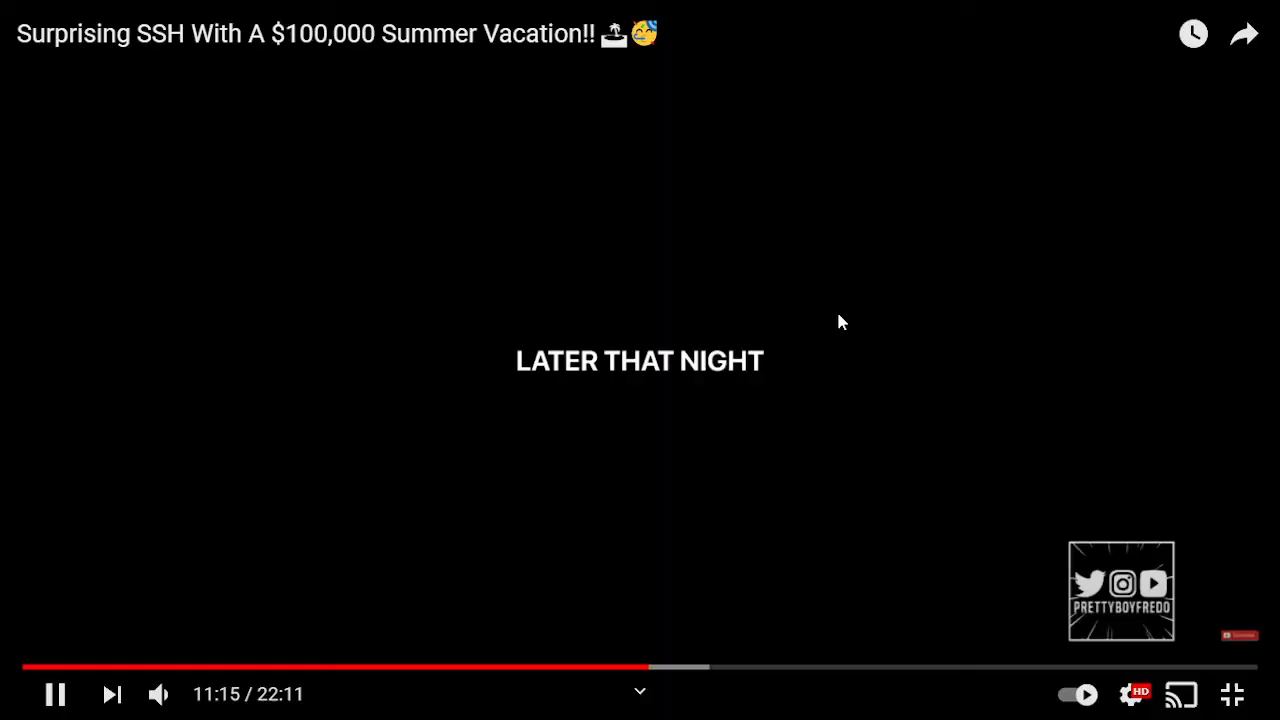 Surprising SSH With A $100,000 Summer Vacation!! 🏝️🥳
LATER THAT NIGHT
PRETTYBOYFREDO
11:15 / 22:11
HD